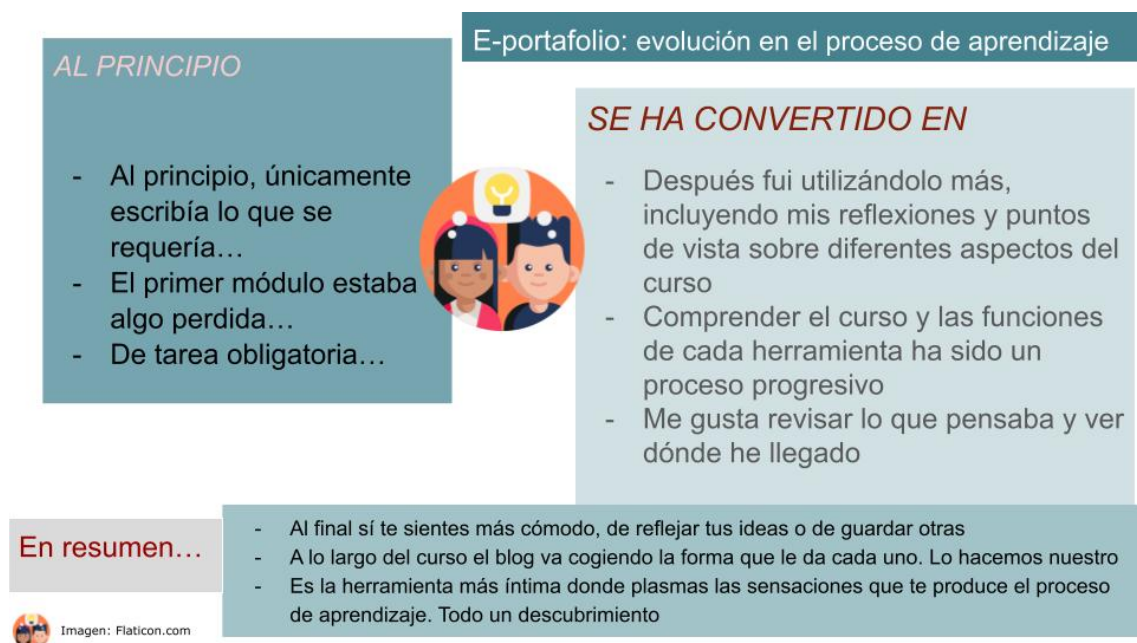 E-portafolio: evolución en el proceso de aprendizaje
AL PRINCIPIO
- Al principio, únicamente
escribía lo que se
requería…
- El primer módulo estaba
algo perdida…
- De tarea obligatoria…
SE HA CONVERTIDO EN
- Después fui utilizándolo más,
incluyendo mis reflexiones y puntos
de vista sobre diferentes aspectos del
curso
- Comprender el curso y las funciones
de cada herramienta ha sido un
proceso progresivo
- Me gusta revisar lo que pensaba y ver
dónde he llegado
En resumen…
- Al final sí te sientes más cómodo, de reflejar tus ideas o de guardar otras
- A lo largo del curso el blog va cogiendo la forma que le da cada uno. Lo hacemos nuestro
- Es la herramienta más íntima donde plasmas las sensaciones que te produce el proceso
de aprendizaje. Todo un descubrimiento
Imagen: Flaticon.com